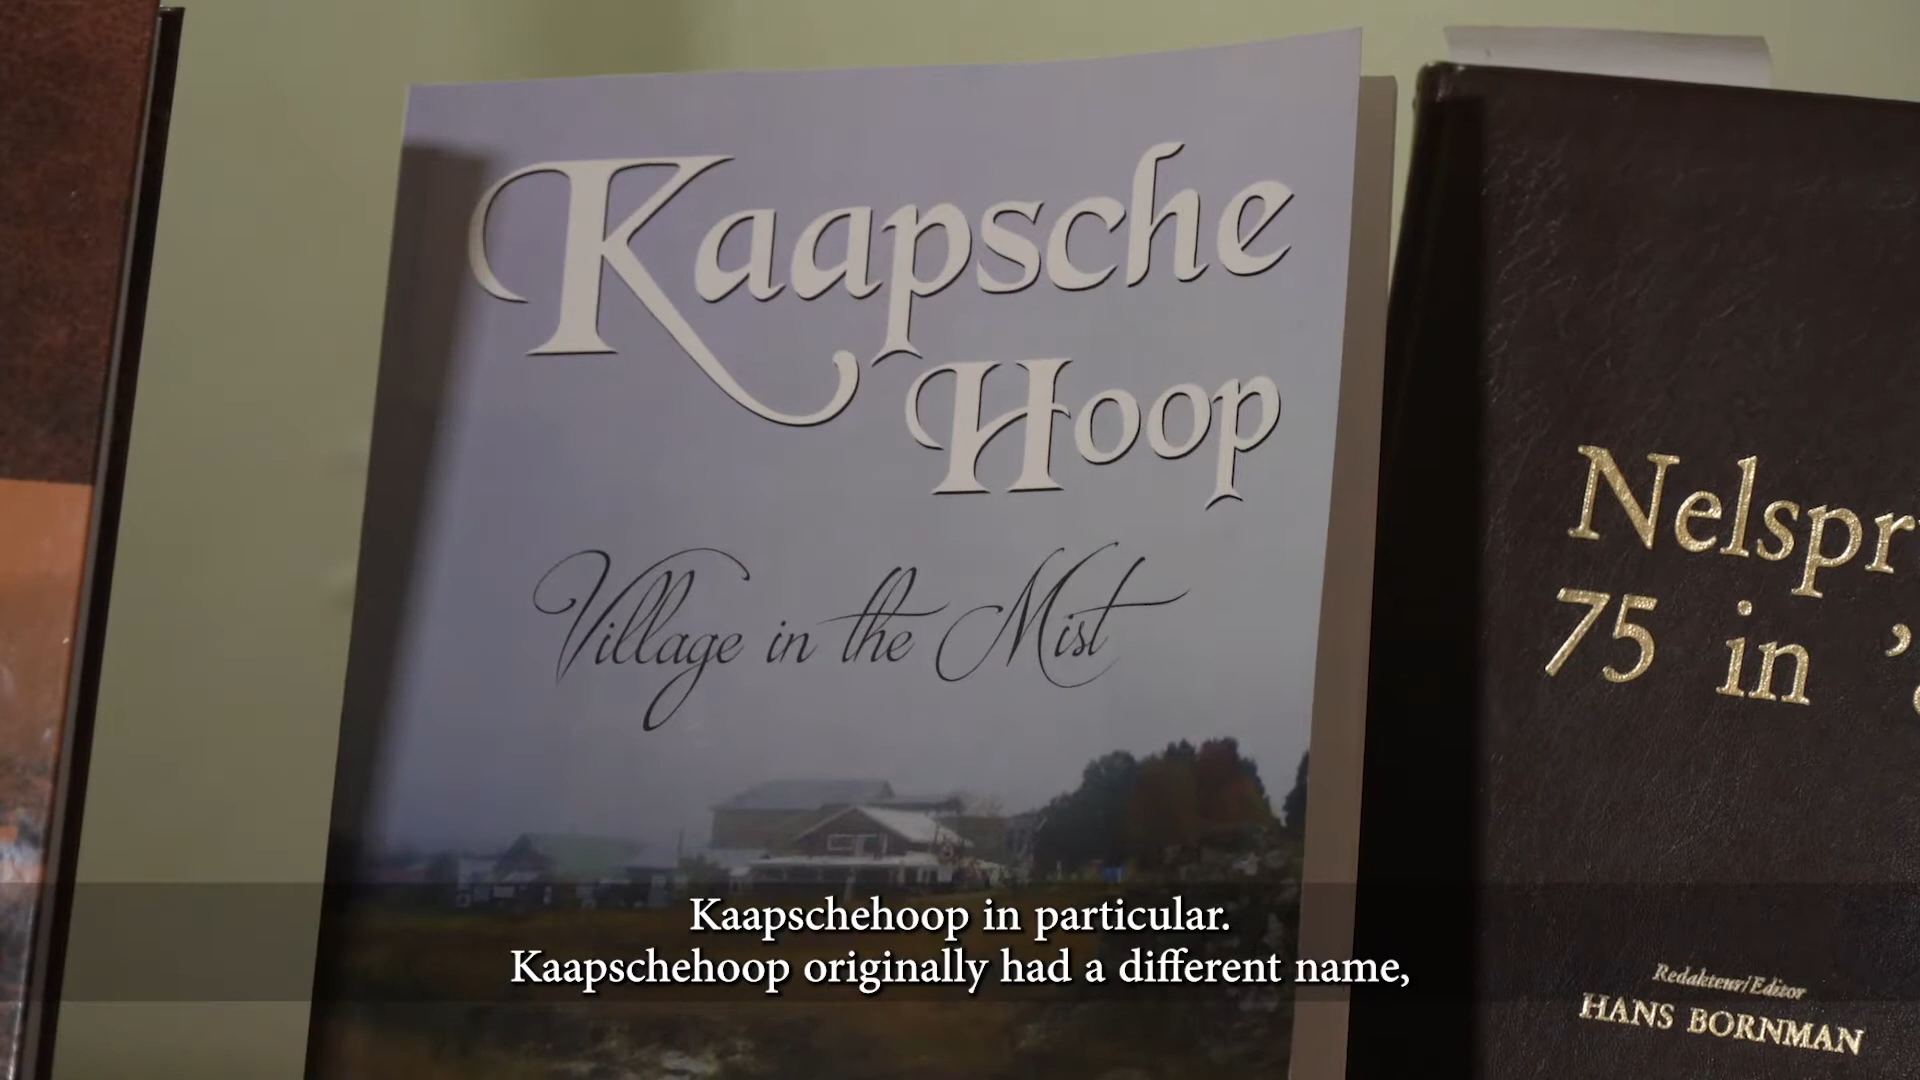 Kaapsche
Hoop
Village in the Mist
Nelspr
75 in '
Redakteur/Editor
HANS BORNMAN
Kaapschehoop in particular.
Kaapschehoop originally had a different name,